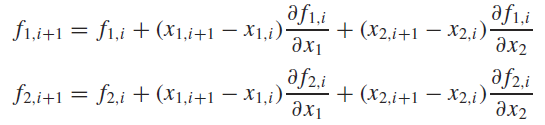 f₁,ᵢ₊₁ = f₁,ᵢ + (x₁,ᵢ₊₁ − x₁,ᵢ) ∂f₁,ᵢ/∂x₁ + (x₂,ᵢ₊₁ − x₂,ᵢ) ∂f₁,ᵢ/∂x₂
f₂,ᵢ₊₁ = f₂,ᵢ + (x₁,ᵢ₊₁ − x₁,ᵢ) ∂f₂,ᵢ/∂x₁ + (x₂,ᵢ₊₁ − x₂,ᵢ) ∂f₂,ᵢ/∂x₂